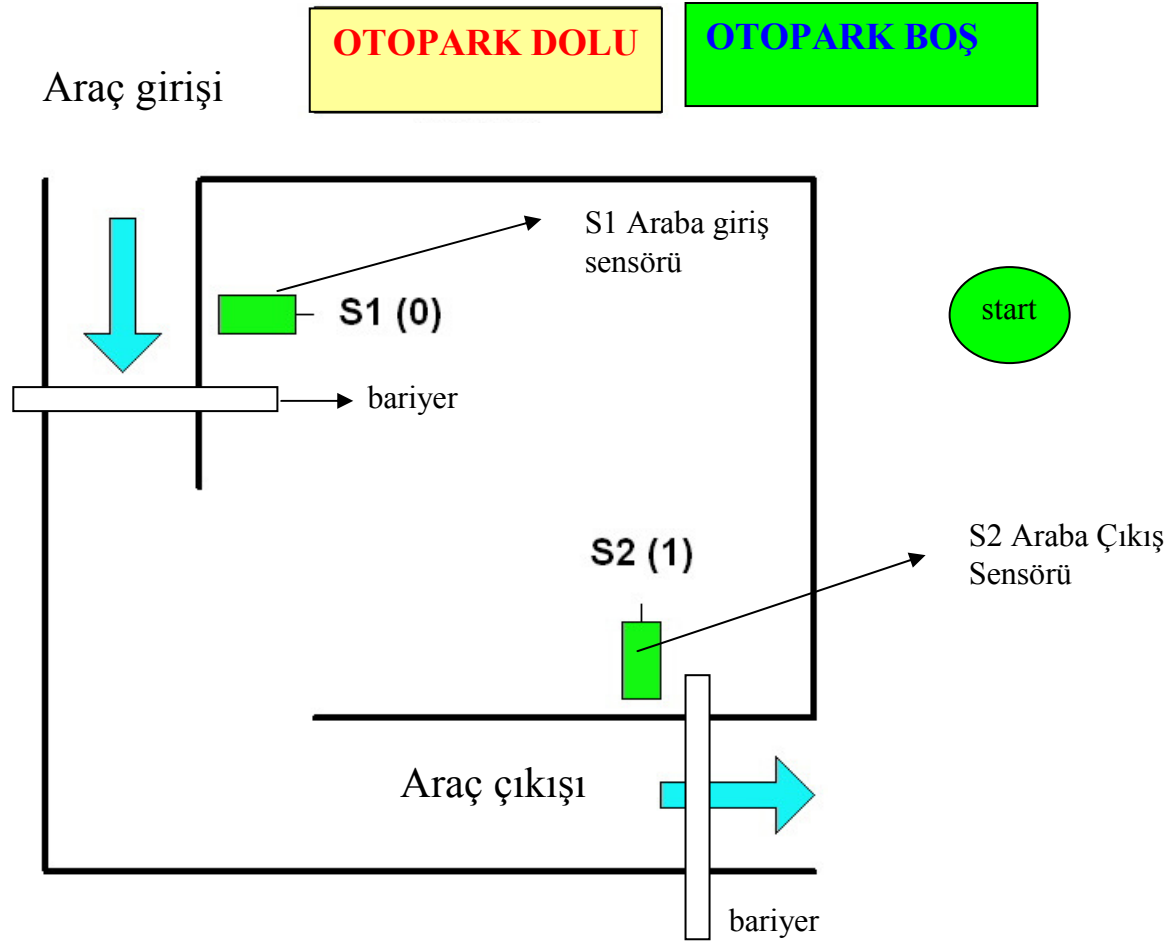 OTOPARK DOLU
OTOPARK BOŞ
Araç girişi
S1 Araba giriş
sensörü
S1 (0)
start
bariyer
S2 (1)
S2 Araba Çıkış
Sensörü
Araç çıkışı
bariyer